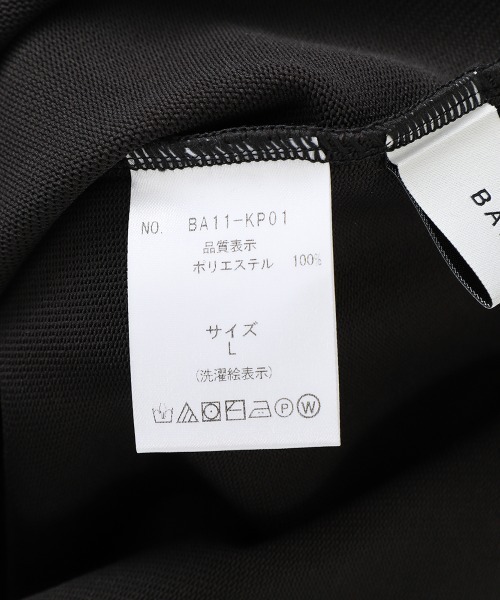 NO. BA11-KP01
品質表示
ポリエステル 100%
サイズ
L
(洗濯絵表示)
P W
BA